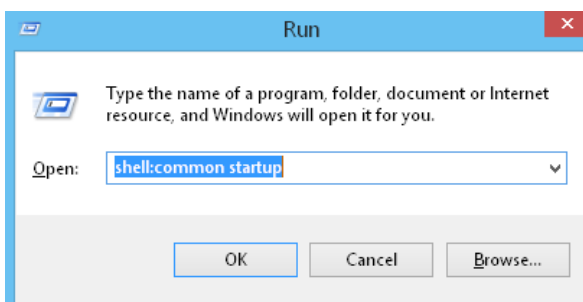 Run
Type the name of a program, folder, document or Internet
resource, and Windows will open it for you.
Open: shell:common startup
OK Cancel Browse...